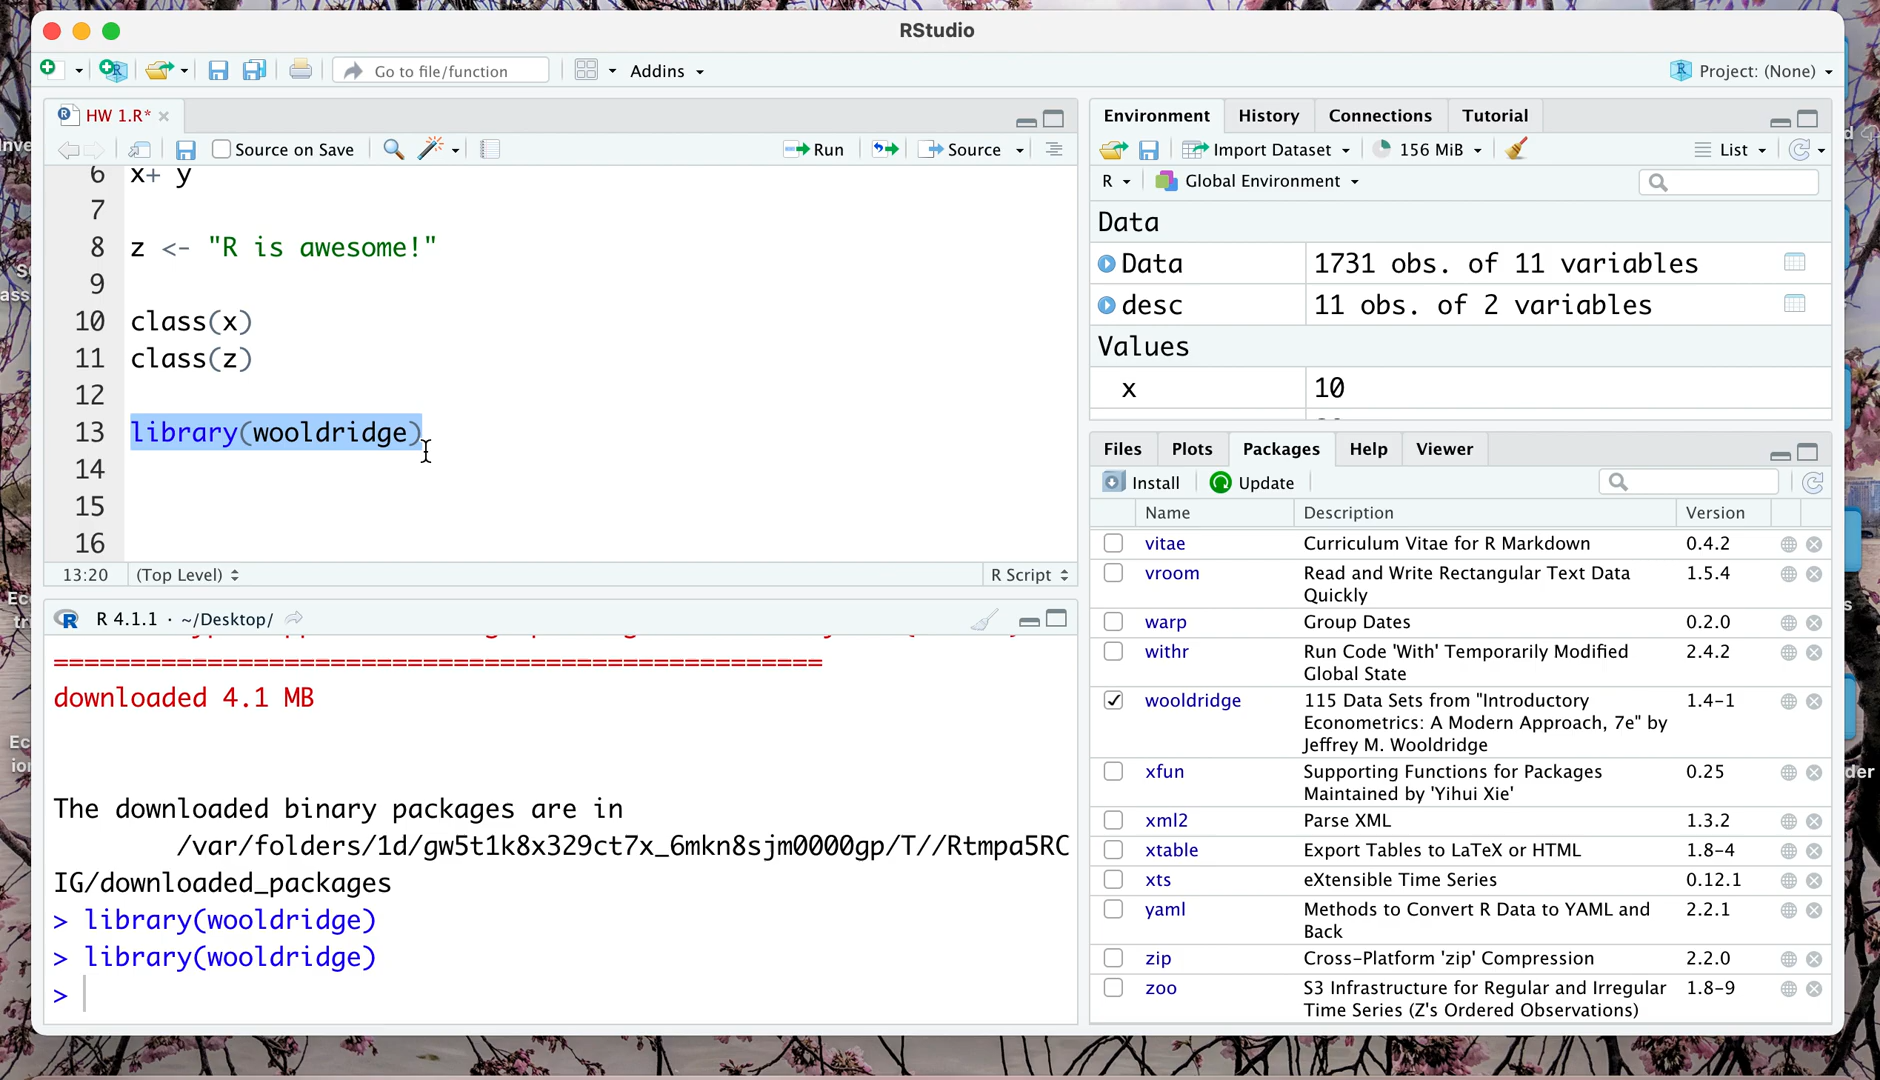 RStudio
Go to file/function
Addins
Project: (None)
HW 1.R*
Source on Save
Run
Source
6 x+ y
7
8 z <- "R is awesome!"
9
10 class(x)
11 class(z)
12
13 library(wooldridge)
14
15
16
13:20 (Top Level) R Script
R 4.1.1 · ~/Desktop/
==================================================
downloaded 4.1 MB
The downloaded binary packages are in
/var/folders/1d/gw5t1k8x329ct7x_6mkn8sjm0000gp/T//Rtmpa5RC
IG/downloaded_packages
> library(wooldridge)
> library(wooldridge)
>
Environment History Connections Tutorial
Import Dataset 156 MiB List
R Global Environment
Data
Data 1731 obs. of 11 variables
desc 11 obs. of 2 variables
Values
x 10
Files Plots Packages Help Viewer
Install Update
Name Description Version
vitae Curriculum Vitae for R Markdown 0.4.2
vroom Read and Write Rectangular Text Data 1.5.4
Quickly
warp Group Dates 0.2.0
withr Run Code 'With' Temporarily Modified 2.4.2
Global State
wooldridge 115 Data Sets from "Introductory 1.4-1
Econometrics: A Modern Approach, 7e" by
Jeffrey M. Wooldridge
xfun Supporting Functions for Packages 0.25
Maintained by 'Yihui Xie'
xml2 Parse XML 1.3.2
xtable Export Tables to LaTeX or HTML 1.8-4
xts eXtensible Time Series 0.12.1
yaml Methods to Convert R Data to YAML and 2.2.1
Back
zip Cross-Platform 'zip' Compression 2.2.0
zoo S3 Infrastructure for Regular and Irregular 1.8-9
Time Series (Z's Ordered Observations)